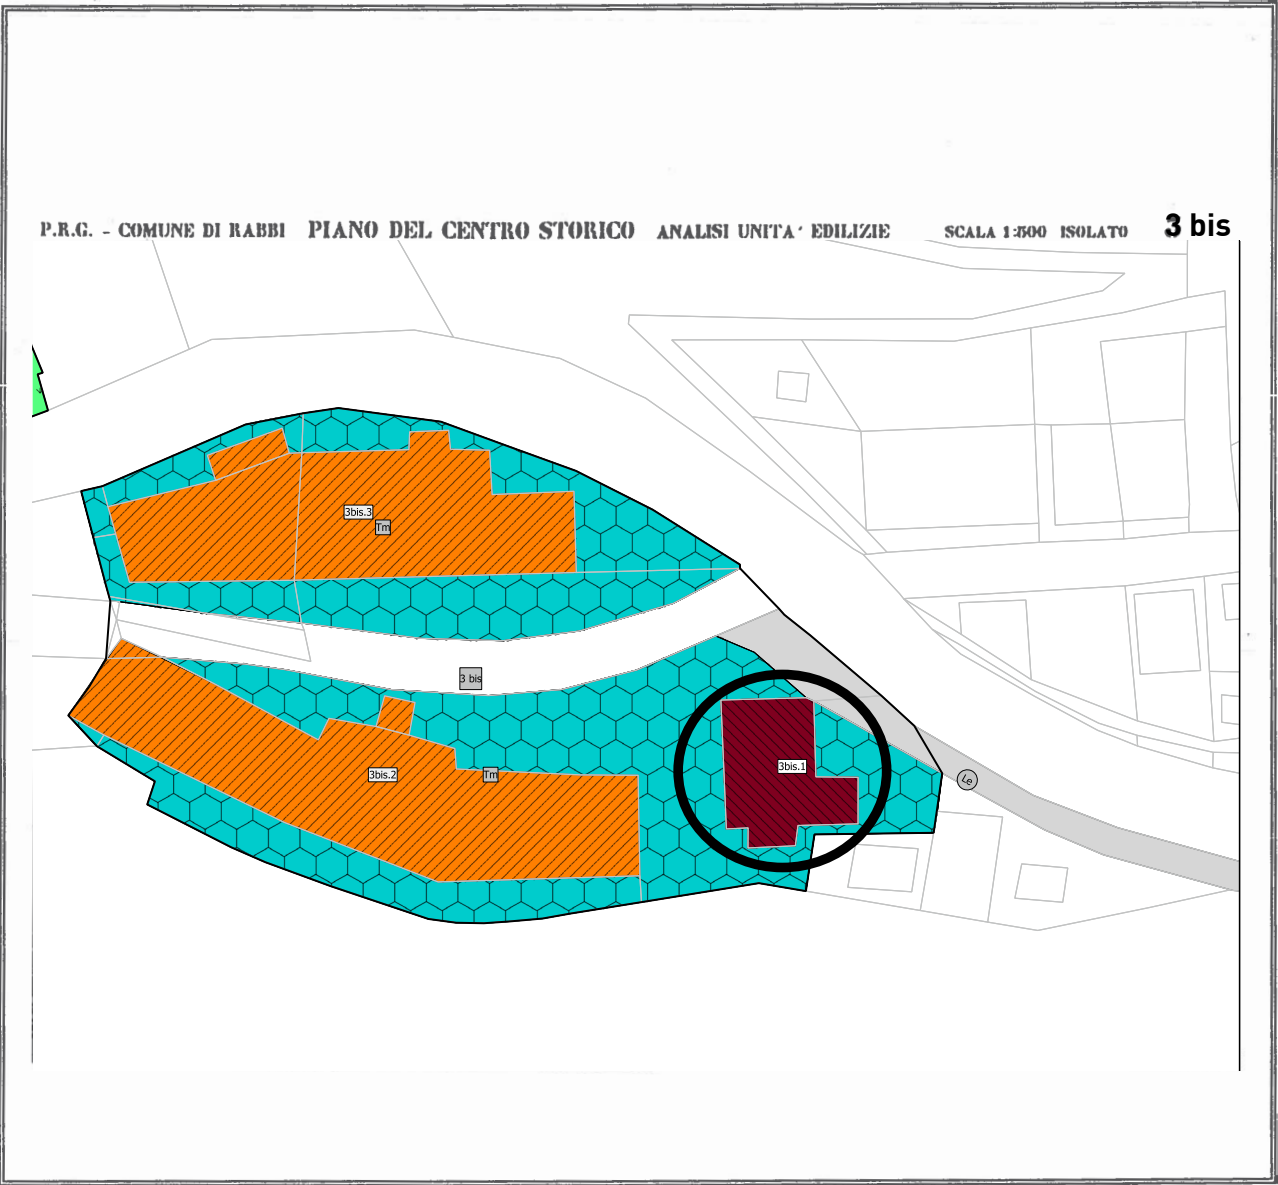 P.R.G. - COMUNE DI RABBI PIANO DEL CENTRO STORICO ANALISI UNITA' EDILIZIE SCALA 1:500 ISOLATO 3 bis
3bis.3
Tm
3 bis
3bis.2
Tm
3bis.1
Le